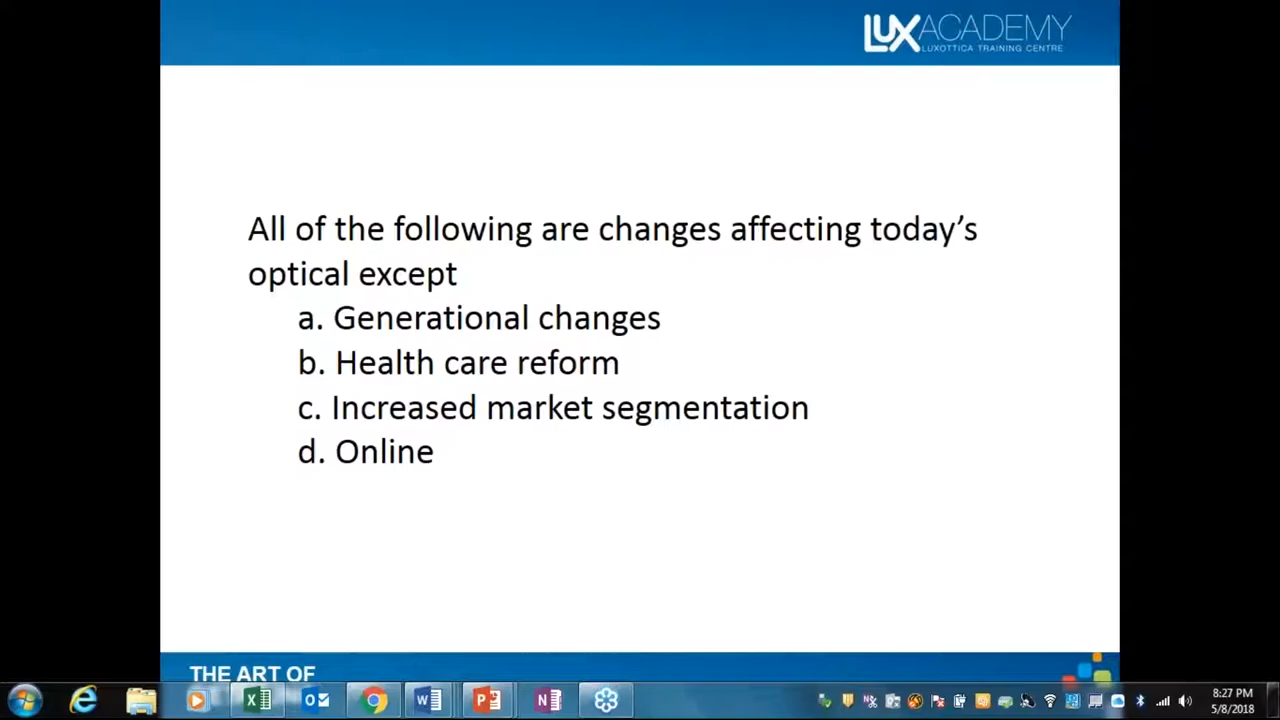 LUXACADEMY
LUXOTTICA TRAINING CENTRE
All of the following are changes affecting today’s
optical except
a. Generational changes
b. Health care reform
c. Increased market segmentation
d. Online
THE ART OF
8:27 PM
5/8/2018